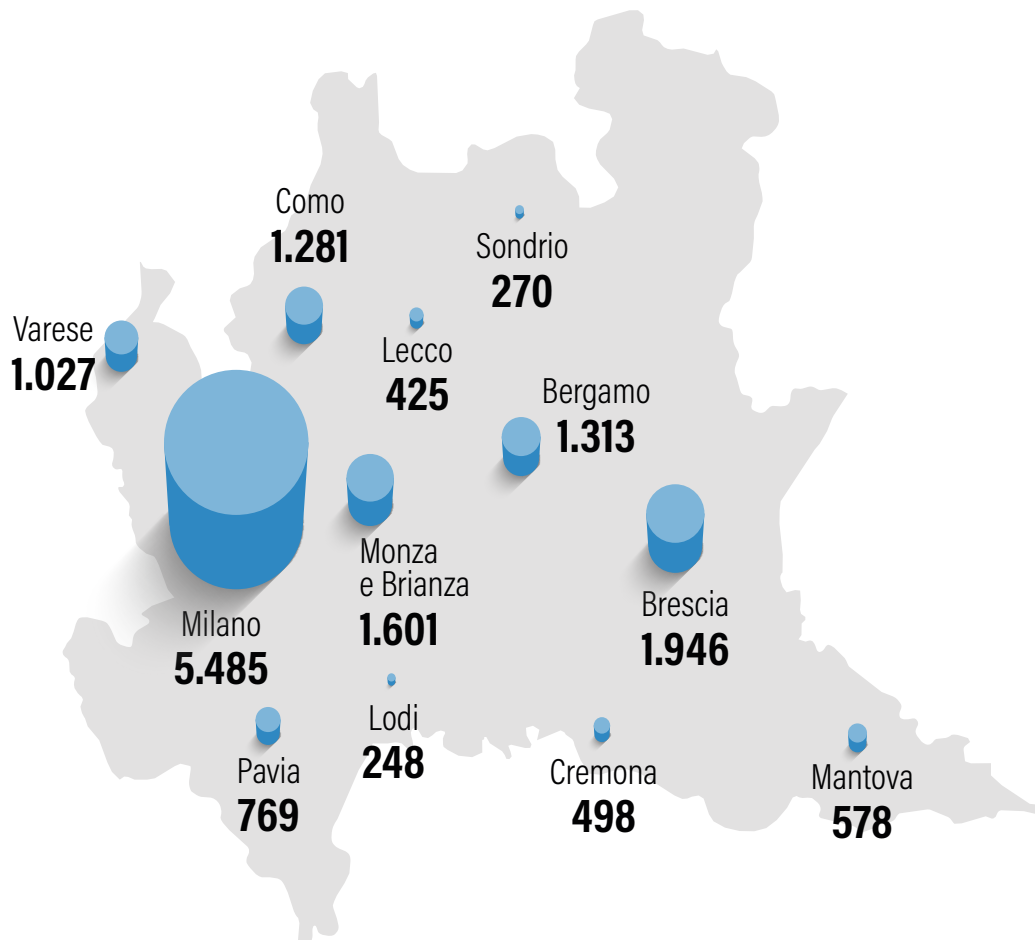 Como
1.281
Sondrio
270
Varese
1.027
Lecco
425
Bergamo
1.313
Monza
e Brianza
1.601
Brescia
1.946
Milano
5.485
Lodi
248
Pavia
769
Cremona
498
Mantova
578